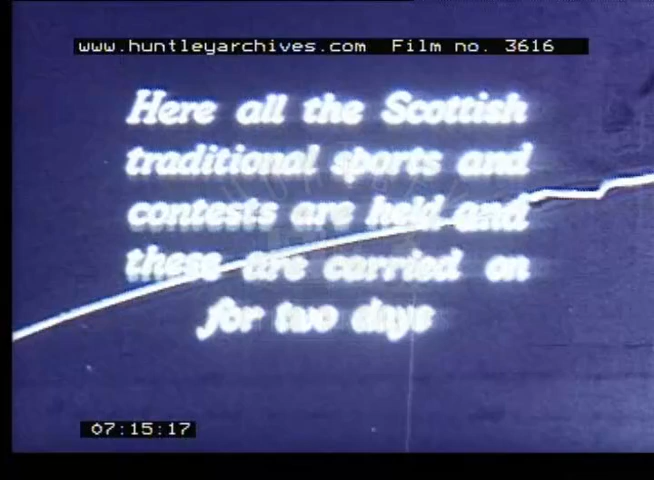 www.huntleyarchives.com Film no. 3616
Here all the Scottish
traditional sports and
contests are held and
these are carried on
for two days
07:15:17